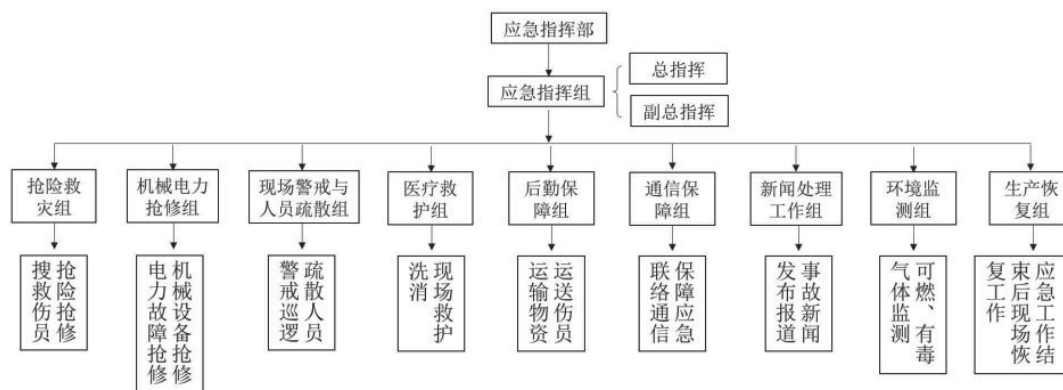 应急指挥部
应急指挥组
总指挥
副总指挥
抢险救
灾组
机械电力
抢修组
现场警戒与
人员疏散组
医疗救
护组
后勤保
障组
通信保
障组
新闻处理
工作组
环境监
测组
生产恢
复组
抢险抢修
搜救伤员
机械设备抢修
电力故障抢修
疏散人员
警戒巡逻
现场救护
洗消
运送伤员
运输物资
保障应急
联络通信
事故新闻
发布报道
可燃、有毒
气体监测
应急工作结
束后现场恢
复工作